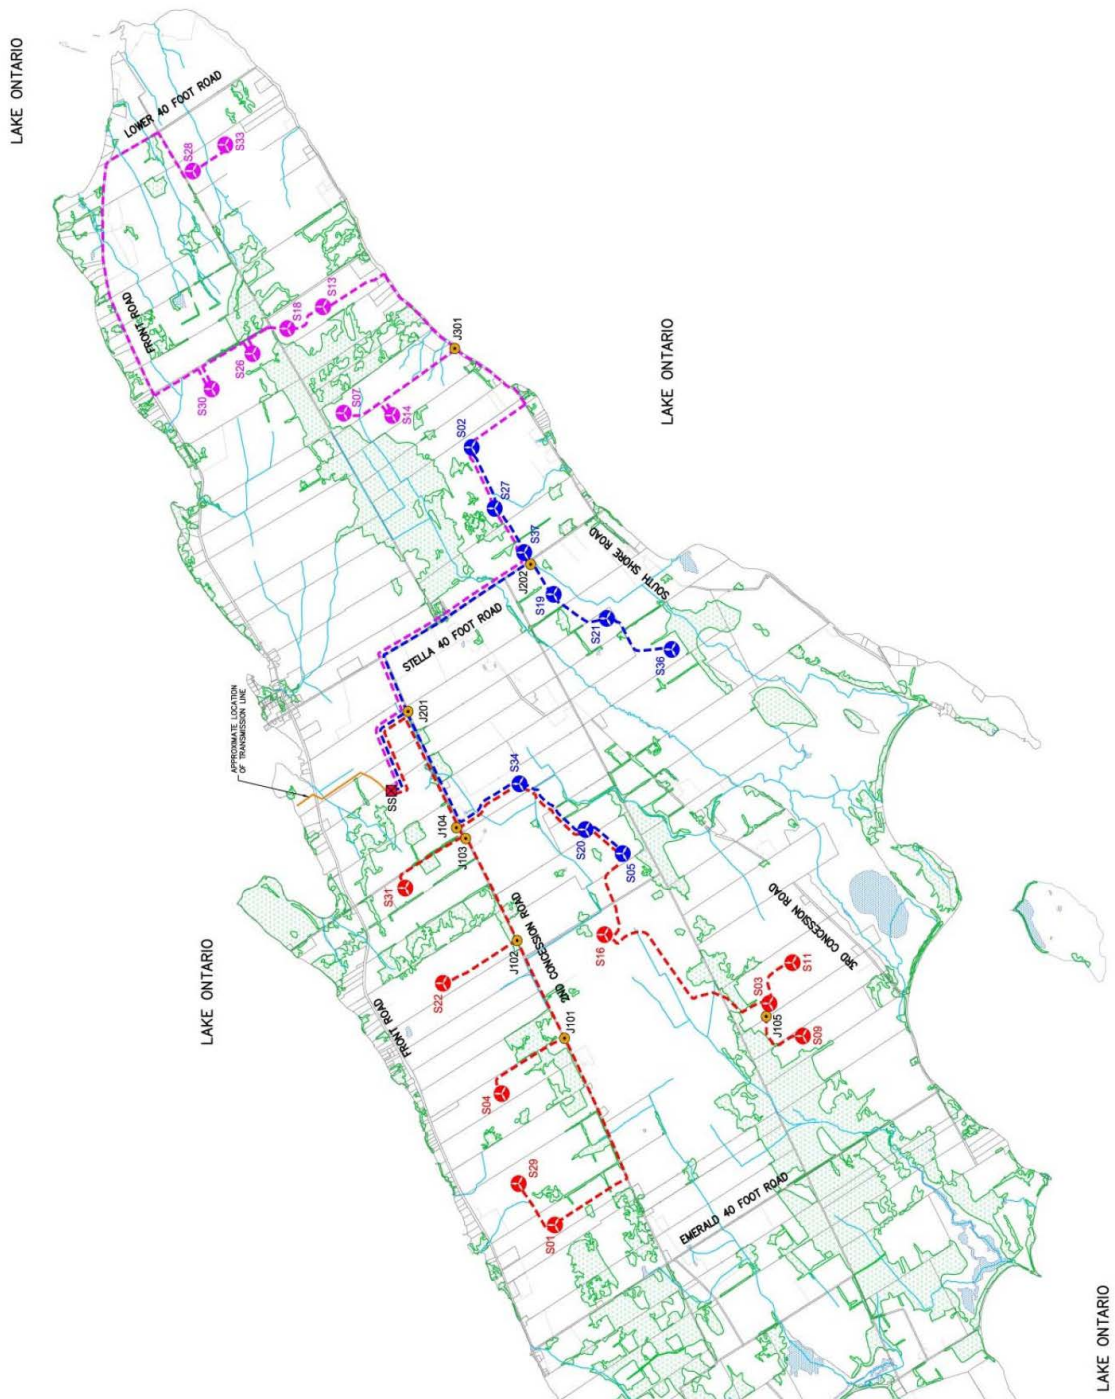 LAKE ONTARIO
LOWER 40 FOOT ROAD
S28
S33
FRONT ROAD
S13
S18
S26
S30
J301
S07
S14
LAKE ONTARIO
S02
S27
S37
J202
SOUTH SHORE ROAD
S19
STELLA 40 FOOT ROAD
S21
S36
J201
APPROXIMATE LOCATION
OF TRANSMISSION LINE
SS
S34
J104
J103
S20
S05
S31
3RD CONCESSION ROAD
S16
2ND CONCESSION ROAD
J102
S11
LAKE ONTARIO
S22
S03
J105
FRONT ROAD
J101
S09
S04
S29
EMERALD 40 FOOT ROAD
S01
LAKE ONTARIO